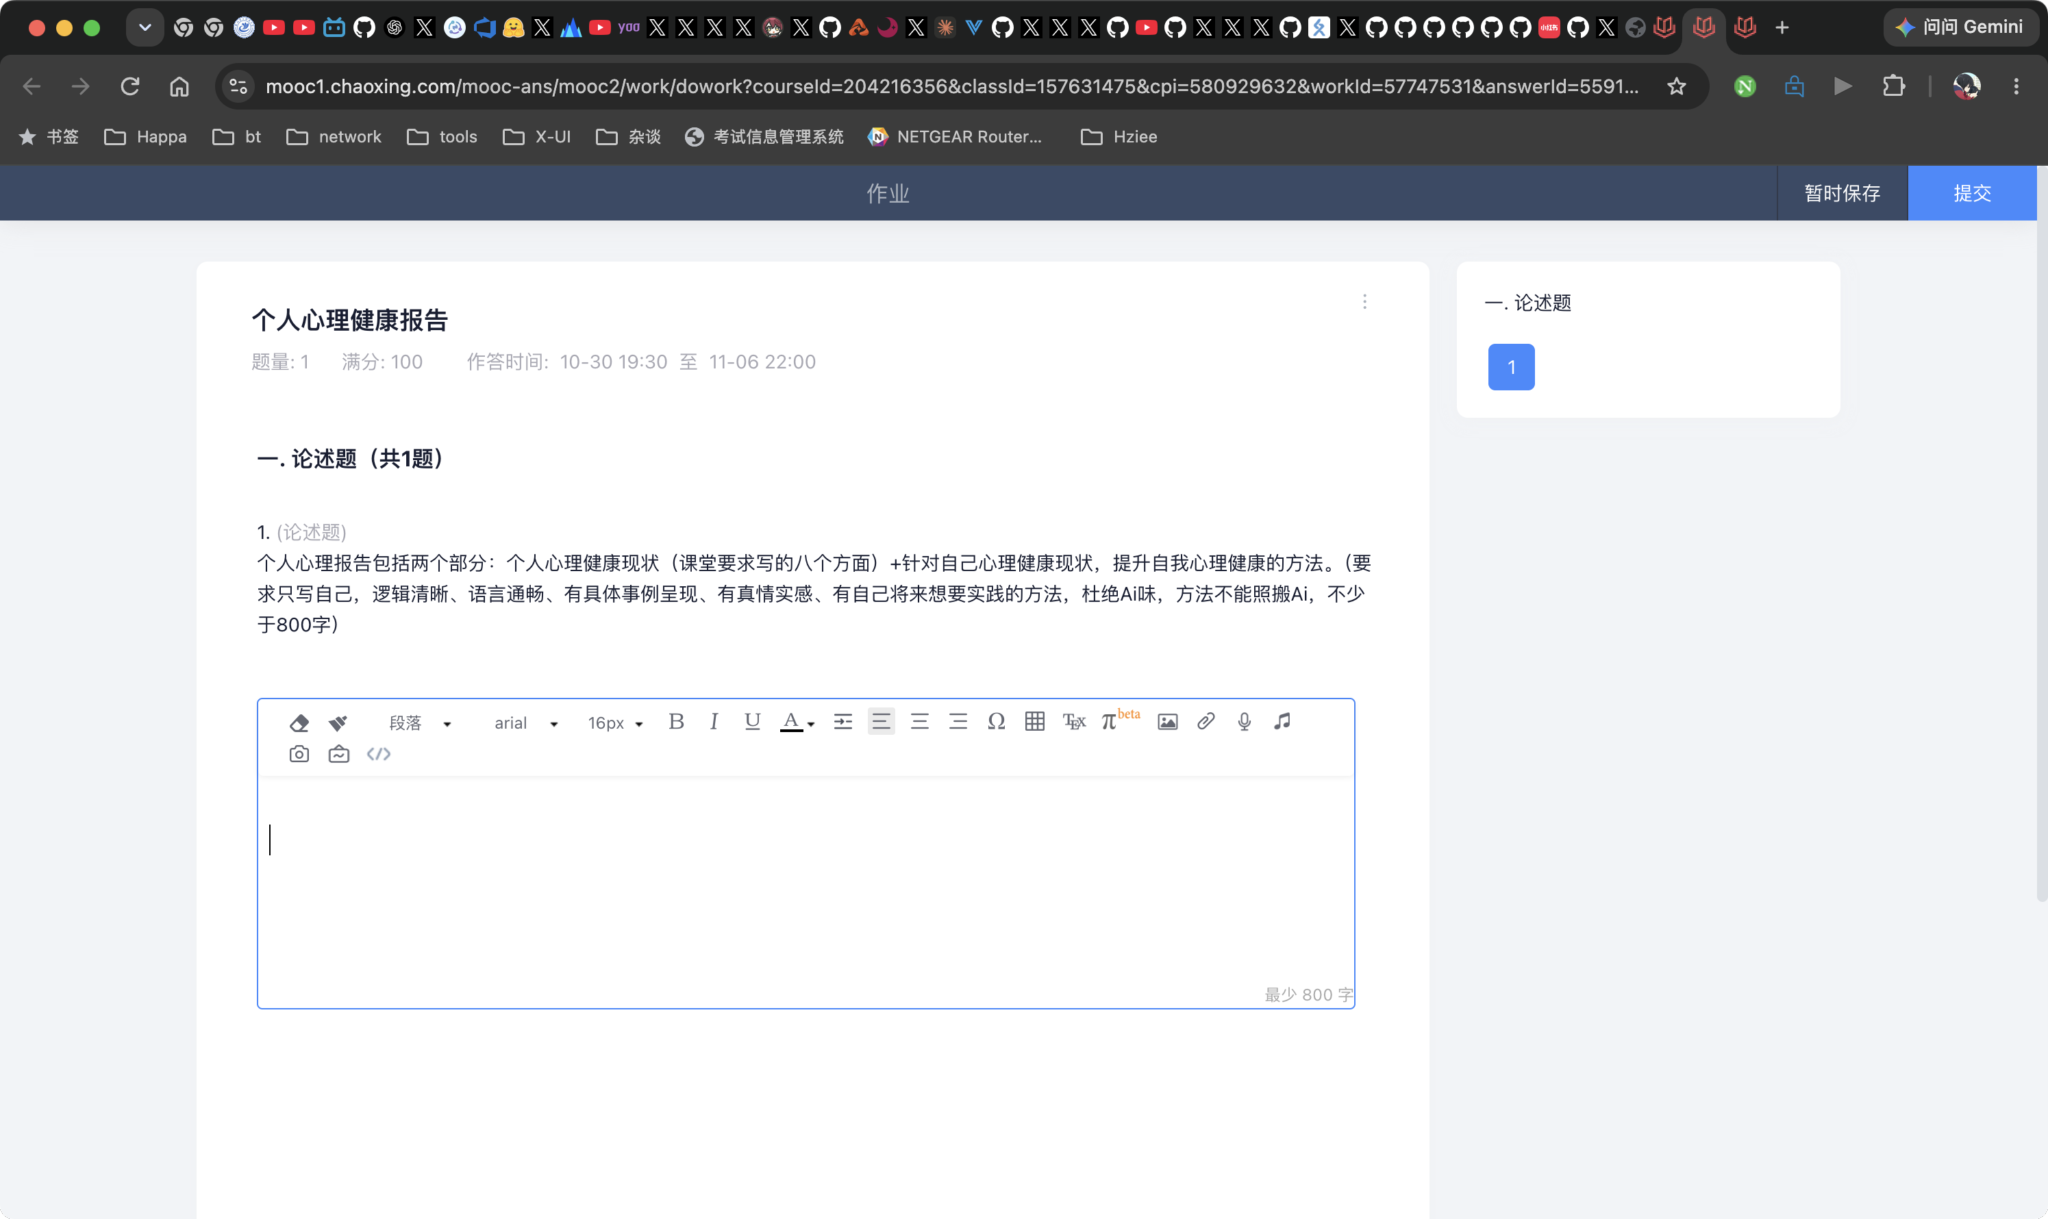 yaa
小红书
问问 Gemini
mooc1.chaoxing.com/mooc-ans/mooc2/work/dowork?courseId=204216356&classId=157631475&cpi=580929632&workId=57747531&answerId=5591...
书签 Happa bt network tools X-UI 杂谈 考试信息管理系统 NETGEAR Router... Hziee
作业 暂时保存 提交
个人心理健康报告
题量: 1 满分: 100 作答时间: 10-30 19:30 至 11-06 22:00
一. 论述题
1
一. 论述题（共1题）
1. (论述题)
个人心理报告包括两个部分：个人心理健康现状（课堂要求写的八个方面）+针对自己心理健康现状，提升自我心理健康的方法。（要
求只写自己，逻辑清晰、语言通畅、有具体事例呈现、有真情实感、有自己将来想要实践的方法，杜绝Ai味，方法不能照搬Ai，不少
于800字）
段落 arial 16px B I U A Ω TEX π beta
</>
最少 800 字